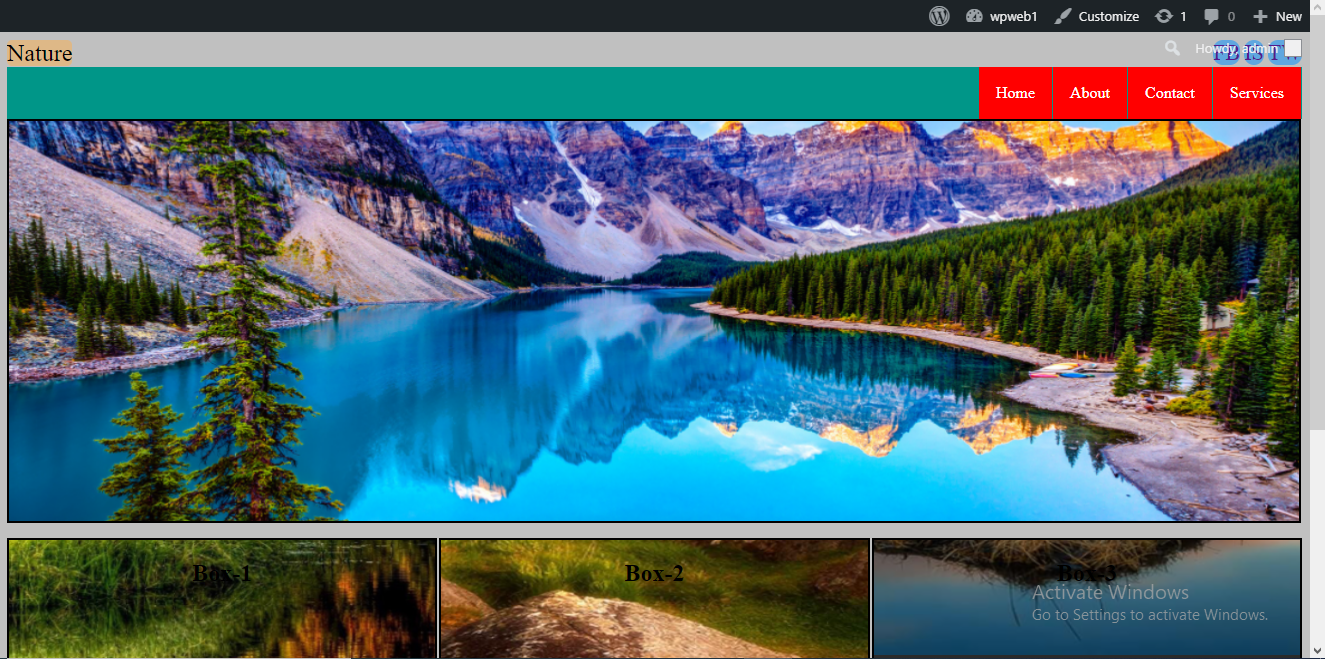 wpweb1 Customize 1 0 New
Nature
Howdy, admin
FB IS TW
Home About Contact Services
Box-1 Box-2 Box-3
Activate Windows
Go to Settings to activate Windows.